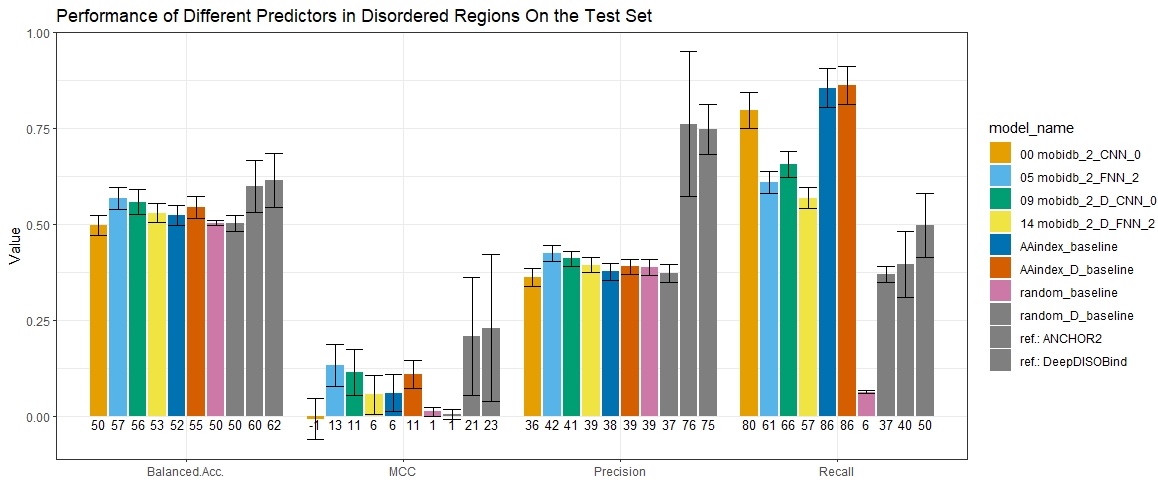 Performance of Different Predictors in Disordered Regions On the Test Set
1.00
0.75
0.50
0.25
0.00
Value
50 57 56 53 52 55 50 50 60 62
-1 13 11 6 6 11 1 1 21 23
36 42 41 39 38 39 39 37 76 75
80 61 66 57 86 86 6 37 40 50
Balanced.Acc.
MCC
Precision
Recall
model_name
00 mobidb_2_CNN_0
05 mobidb_2_FNN_2
09 mobidb_2_D_CNN_0
14 mobidb_2_D_FNN_2
AAindex_baseline
AAindex_D_baseline
random_baseline
random_D_baseline
ref.: ANCHOR2
ref.: DeepDISOBind